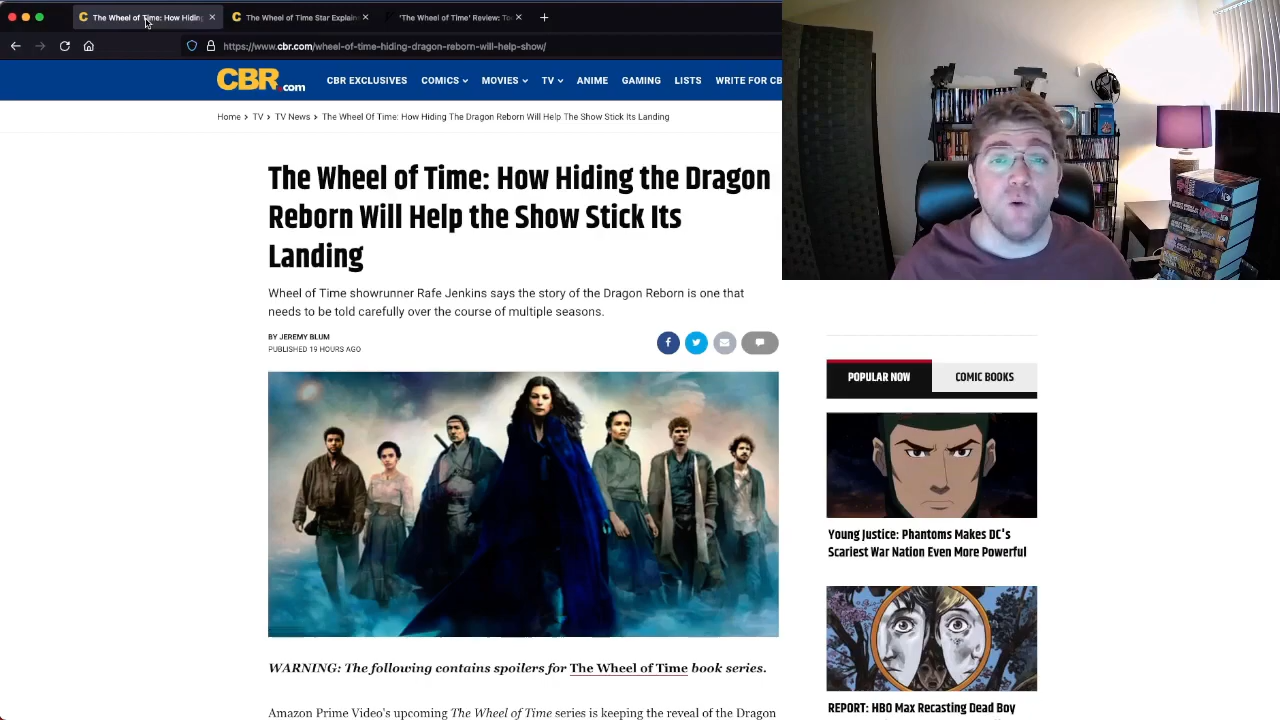 The Wheel of Time: How Hiding
The Wheel of Time Star Explain
'The Wheel of Time' Review: Too
https://www.cbr.com/wheel-of-time-hiding-dragon-reborn-will-help-show/
CBR.com
CBR EXCLUSIVES COMICS MOVIES TV ANIME GAMING LISTS WRITE FOR CB
Home > TV > TV News > The Wheel Of Time: How Hiding The Dragon Reborn Will Help The Show Stick Its Landing
The Wheel of Time: How Hiding the Dragon
Reborn Will Help the Show Stick Its
Landing
Wheel of Time showrunner Rafe Jenkins says the story of the Dragon Reborn is one that
needs to be told carefully over the course of multiple seasons.
BY JEREMY BLUM
PUBLISHED 19 HOURS AGO
WARNING: The following contains spoilers for The Wheel of Time book series.
Amazon Prime Video's upcoming The Wheel of Time series is keeping the reveal of the Dragon
POPULAR NOW
COMIC BOOKS
Young Justice: Phantoms Makes DC's
Scariest War Nation Even More Powerful
REPORT: HBO Max Recasting Dead Boy